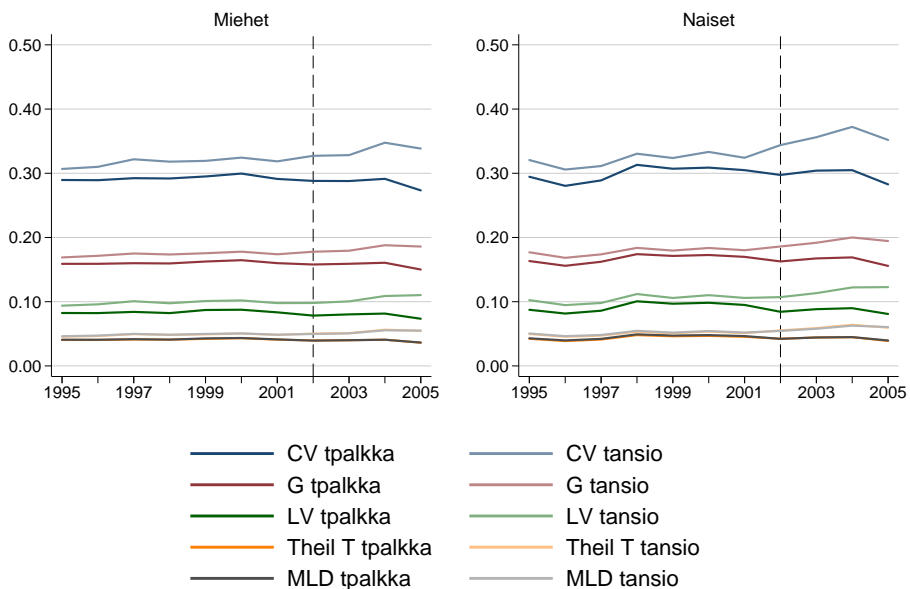 Miehet
0.50
0.40
0.30
0.20
0.10
0.00
1995 1997 1999 2001 2003 2005
Naiset
0.50
0.40
0.30
0.20
0.10
0.00
1995 1997 1999 2001 2003 2005
CV tpalkka CV tansio
G tpalkka G tansio
LV tpalkka LV tansio
Theil T tpalkka Theil T tansio
MLD tpalkka MLD tansio